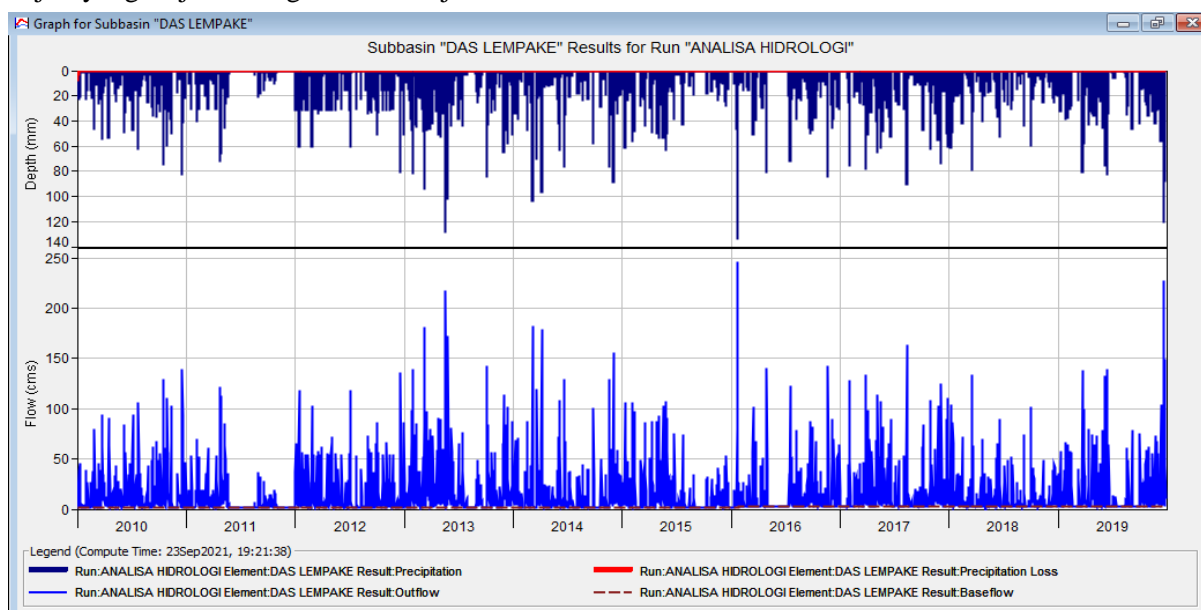 Graph for Subbasin "DAS LEMPAKE"
Subbasin "DAS LEMPAKE" Results for Run "ANALISA HIDROLOGI"
Depth (mm)
0
20
40
60
80
100
120
140
Flow (cms)
250
200
150
100
50
0
2010 2011 2012 2013 2014 2015 2016 2017 2018 2019
Legend (Compute Time: 23Sep2021, 19:21:38)
Run:ANALISA HIDROLOGI Element:DAS LEMPAKE Result:Precipitation
Run:ANALISA HIDROLOGI Element:DAS LEMPAKE Result:Precipitation Loss
Run:ANALISA HIDROLOGI Element:DAS LEMPAKE Result:Outflow
Run:ANALISA HIDROLOGI Element:DAS LEMPAKE Result:Baseflow